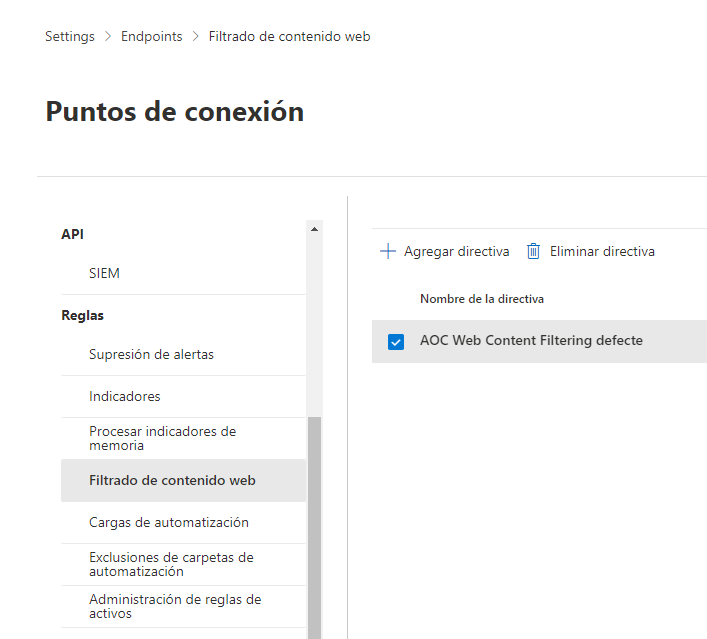 Settings > Endpoints > Filtrado de contenido web
Puntos de conexión
API
SIEM
Reglas
Supresión de alertas
Indicadores
Procesar indicadores de
memoria
Filtrado de contenido web
Cargas de automatización
Exclusiones de carpetas de
automatización
Administración de reglas de
activos
Agregar directiva
Eliminar directiva
Nombre de la directiva
AOC Web Content Filtering defecte